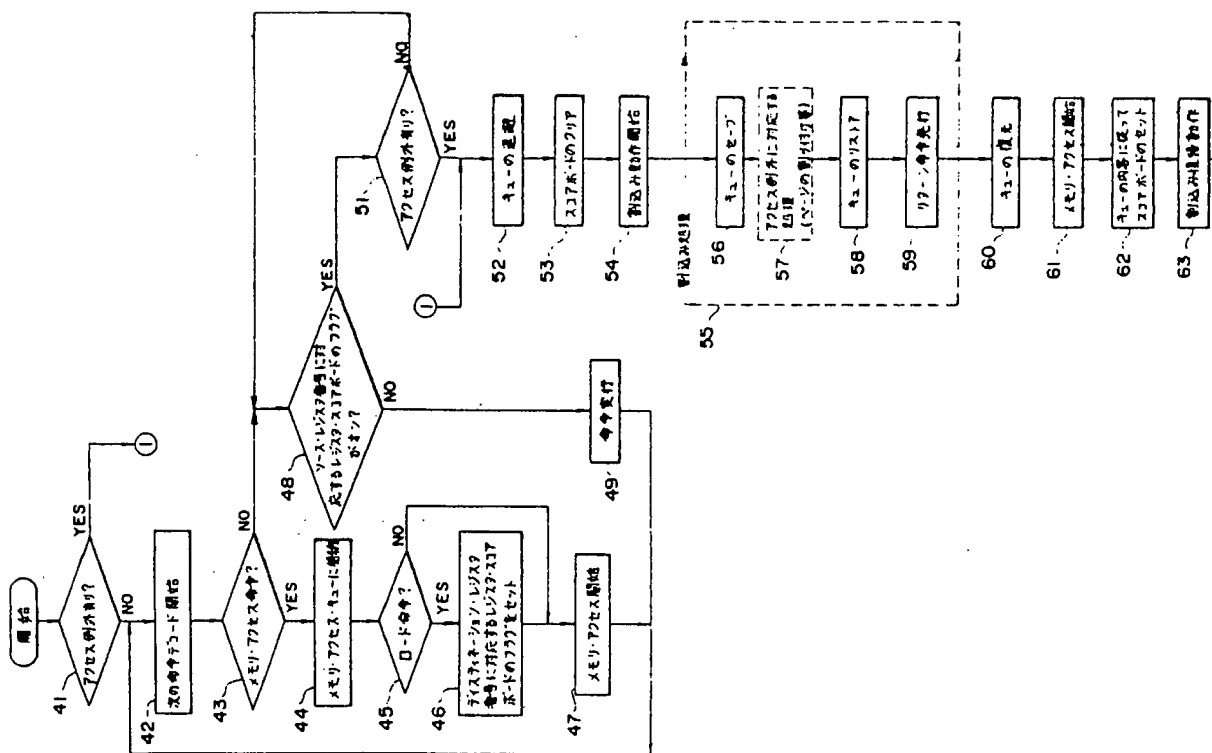 開始
41
アクセス例外有り?
YES
1
NO
42
次の命令デコード開始
43
メモリ・アクセス命令?
NO
YES
44
メモリ・アクセス・キューに
45
ロード命令?
NO
YES
46
ディスティネーション・レジスタ
番号に対応するレジスタ・スコア
ボードのフラグをセット
47
メモリ・アクセス開始
48
ソース・レジスタ番号に対
応するレジスタ・スコアボードのフラグ
がオン?
YES
NO
49
命令実行
51
アクセス例外有り?
NO
YES
1
52
キューの退避
53
スコアボードのクリア
54
割込み動作開始
55
割込み処理
56
キューのセーブ
57
アクセス例外に対応する
処理
(ページの割り付け等)
58
キューのリストア
59
リターン命令発行
60
キューの復元
61
メモリ・アクセス開始
62
キューの内容に従って
スコアボードのセット
63
割込み復帰動作